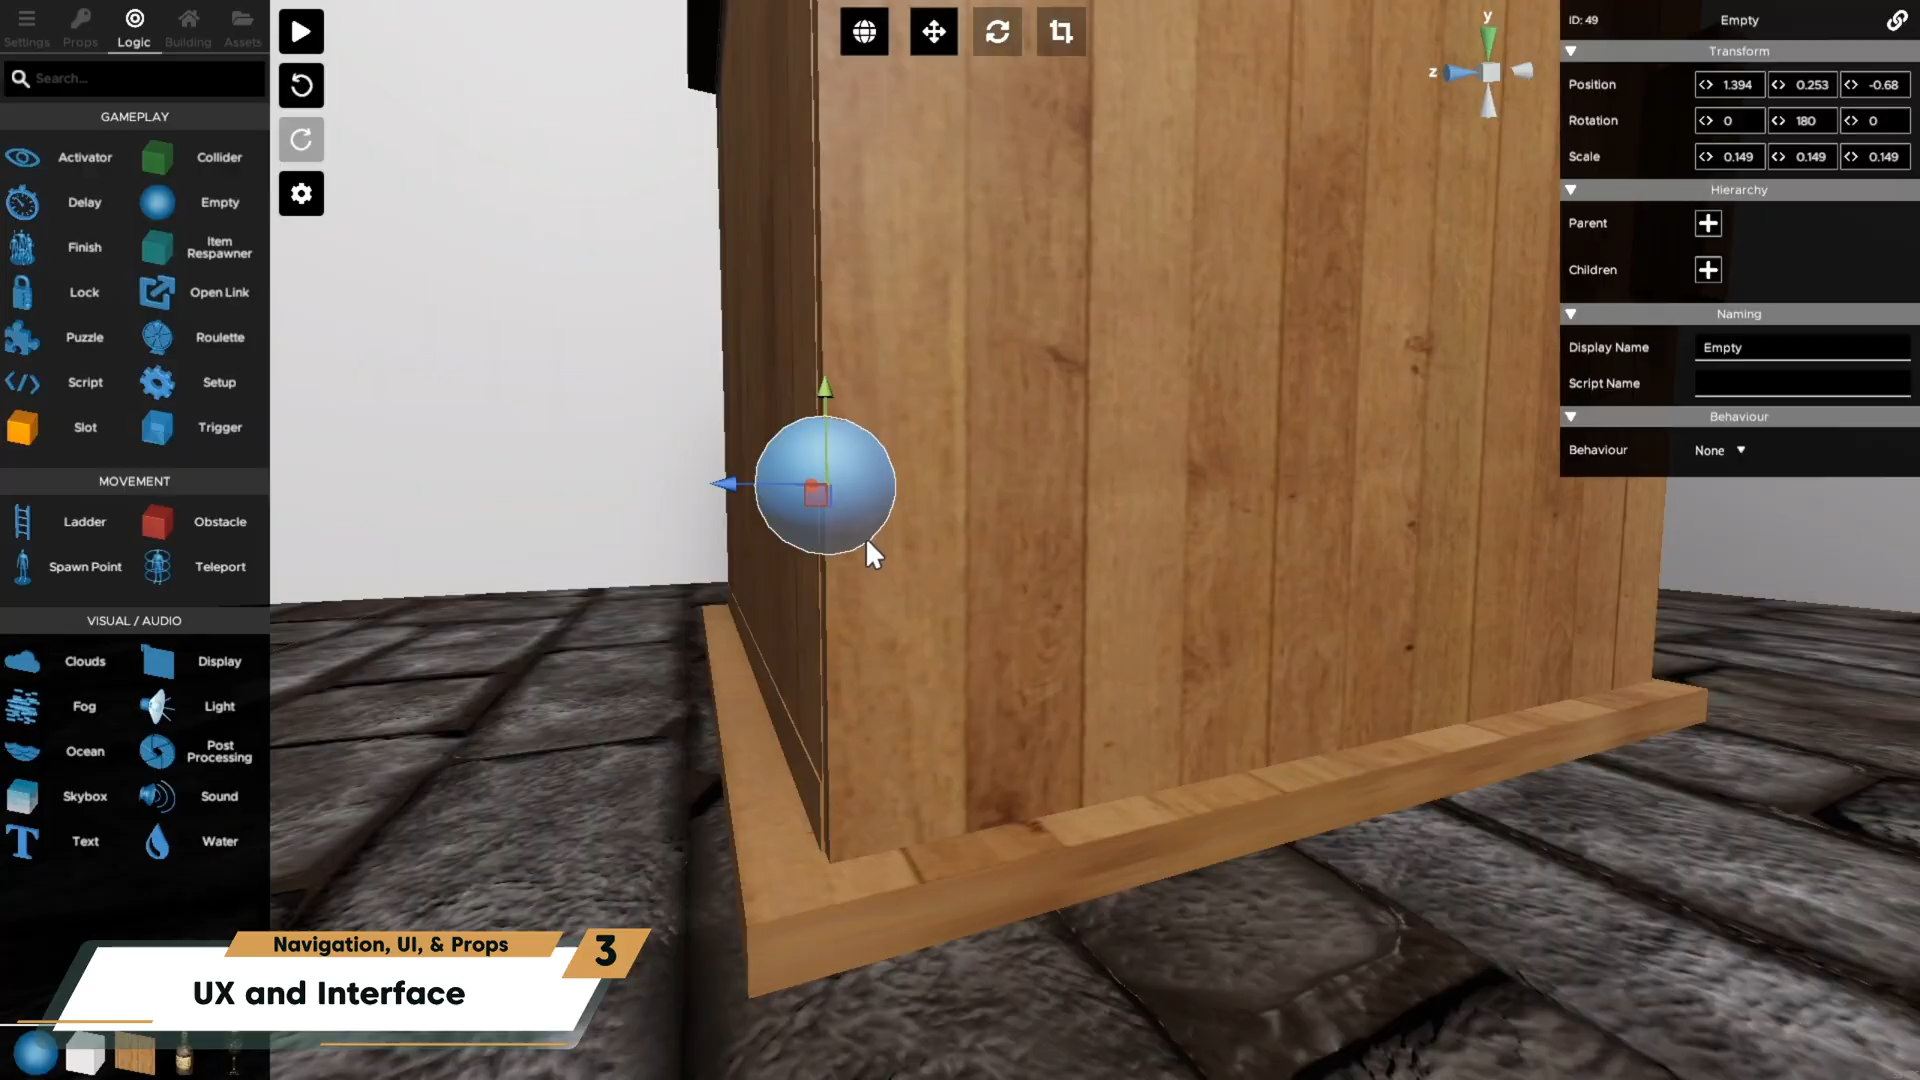 Settings
Props
Logic
Building
Assets
Search...
GAMEPLAY
Activator
Collider
Delay
Empty
Finish
Item
Respawner
Lock
Open Link
Puzzle
Roulette
Script
Setup
Slot
Trigger
MOVEMENT
Ladder
Obstacle
Spawn Point
Teleport
VISUAL / AUDIO
Clouds
Display
Fog
Light
Ocean
Post
Processing
Skybox
Sound
Text
Water
Navigation, UI, & Props
3
UX and Interface
y
z
ID: 49
Empty
Transform
Position <> 1.394 <> 0.253 <> -0.68
Rotation <> 0 <> 180 <> 0
Scale <> 0.149 <> 0.149 <> 0.149
Hierarchy
Parent
Children
Naming
Display Name Empty
Script Name
Behaviour
Behaviour None